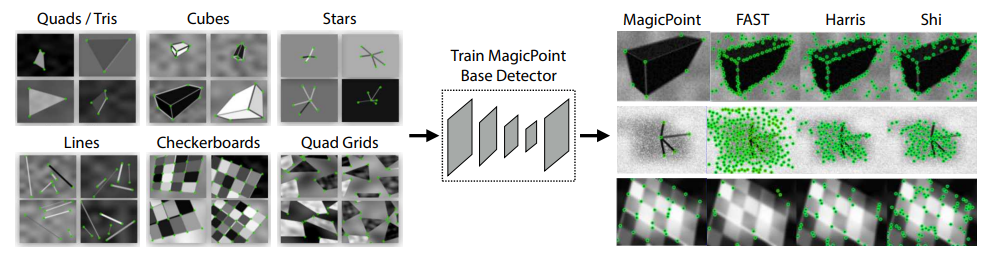 Quads / Tris
Cubes
Stars
Lines
Checkerboards
Quad Grids
Train MagicPoint
Base Detector
MagicPoint
FAST
Harris
Shi